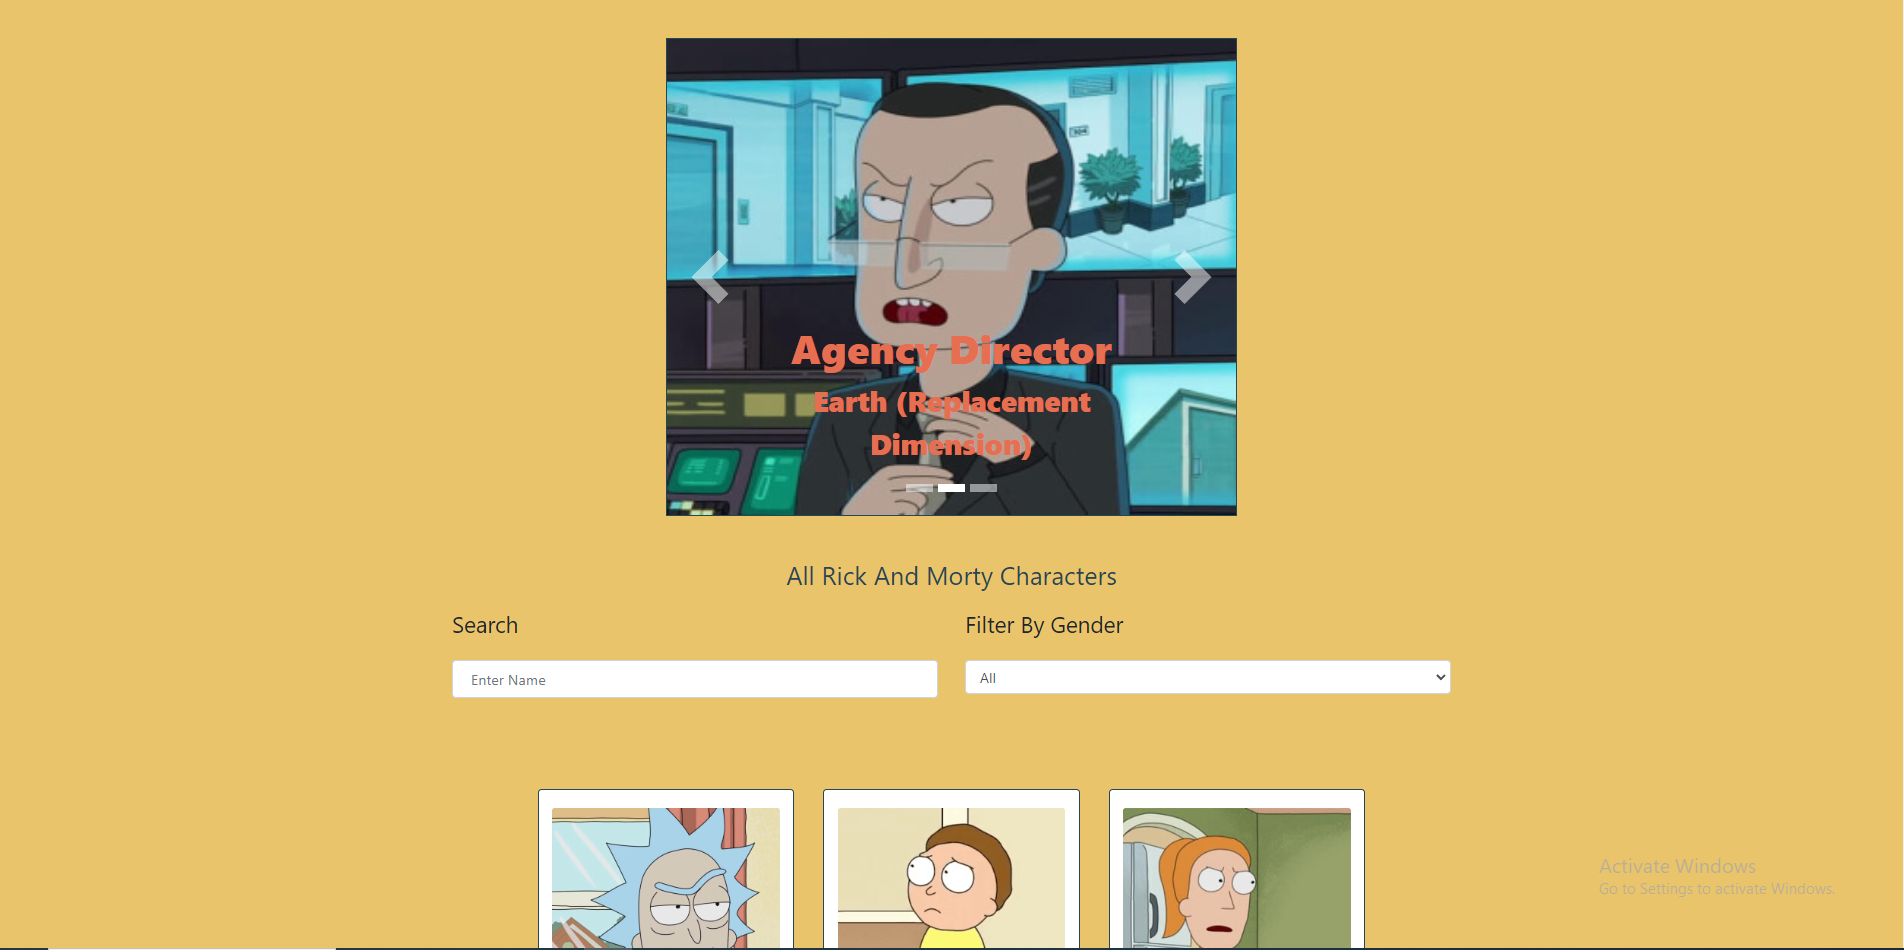 304
Agency Director
Earth (Replacement
Dimension)
All Rick And Morty Characters
Search
Filter By Gender
Enter Name
All
Activate Windows
Go to Settings to activate Windows.